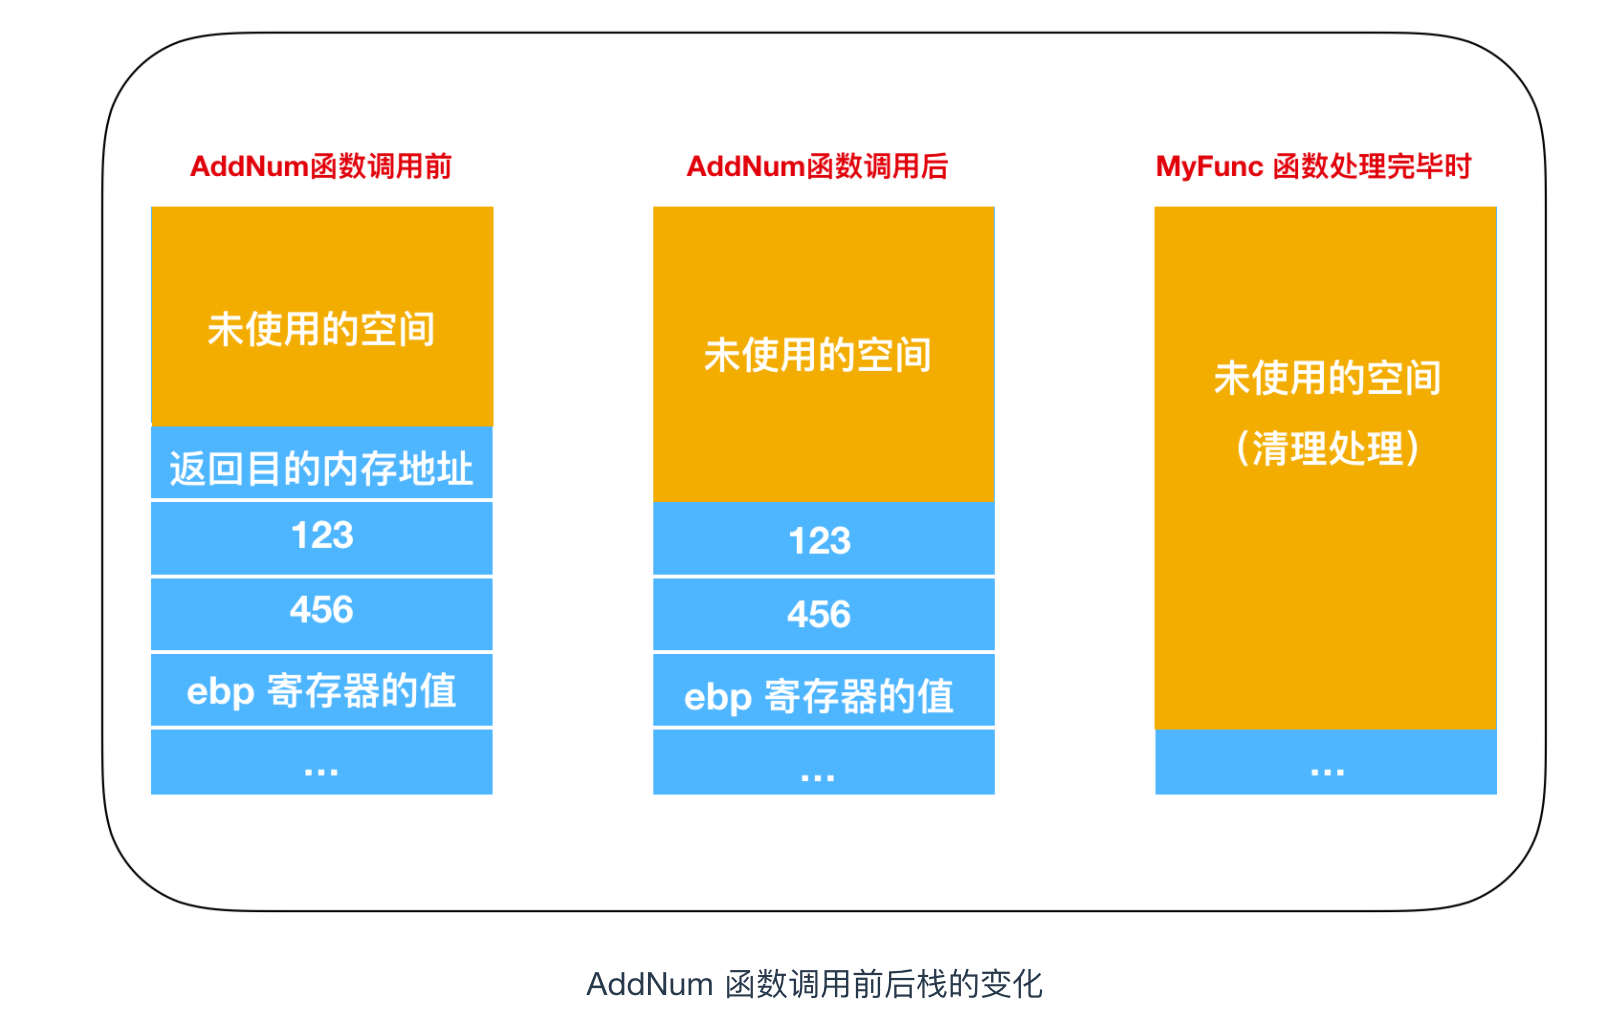 AddNum函数调用前
未使用的空间
返回目的内存地址
123
456
ebp 寄存器的值
...
AddNum函数调用后
未使用的空间
123
456
ebp 寄存器的值
...
MyFunc 函数处理完毕时
未使用的空间
（清理处理）
...
AddNum 函数调用前后栈的变化